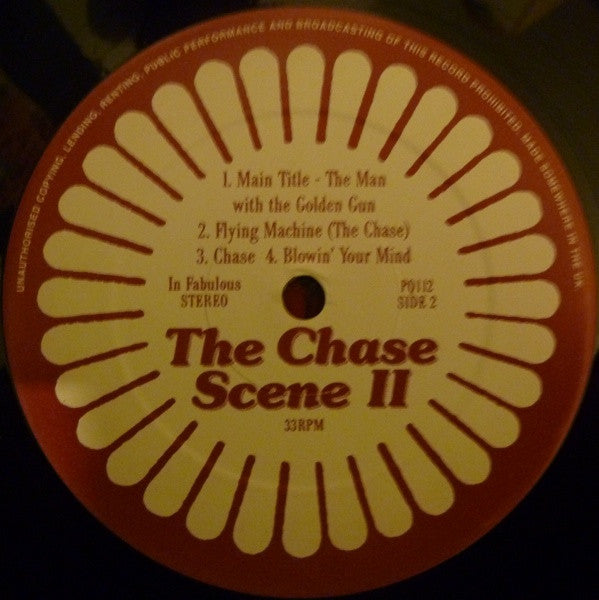 UNAUTHORISED COPYING, LENDING, RENTING, PUBLIC PERFORMANCE AND BROADCASTING OF THIS RECORD PROHIBITED. MADE SOMEWHERE IN THE UK
1. Main Title - The Man
with the Golden Gun
2. Flying Machine (The Chase)
3. Chase 4. Blowin' Your Mind
In Fabulous
STEREO
PQ112
SIDE 2
The Chase
Scene II
33RPM